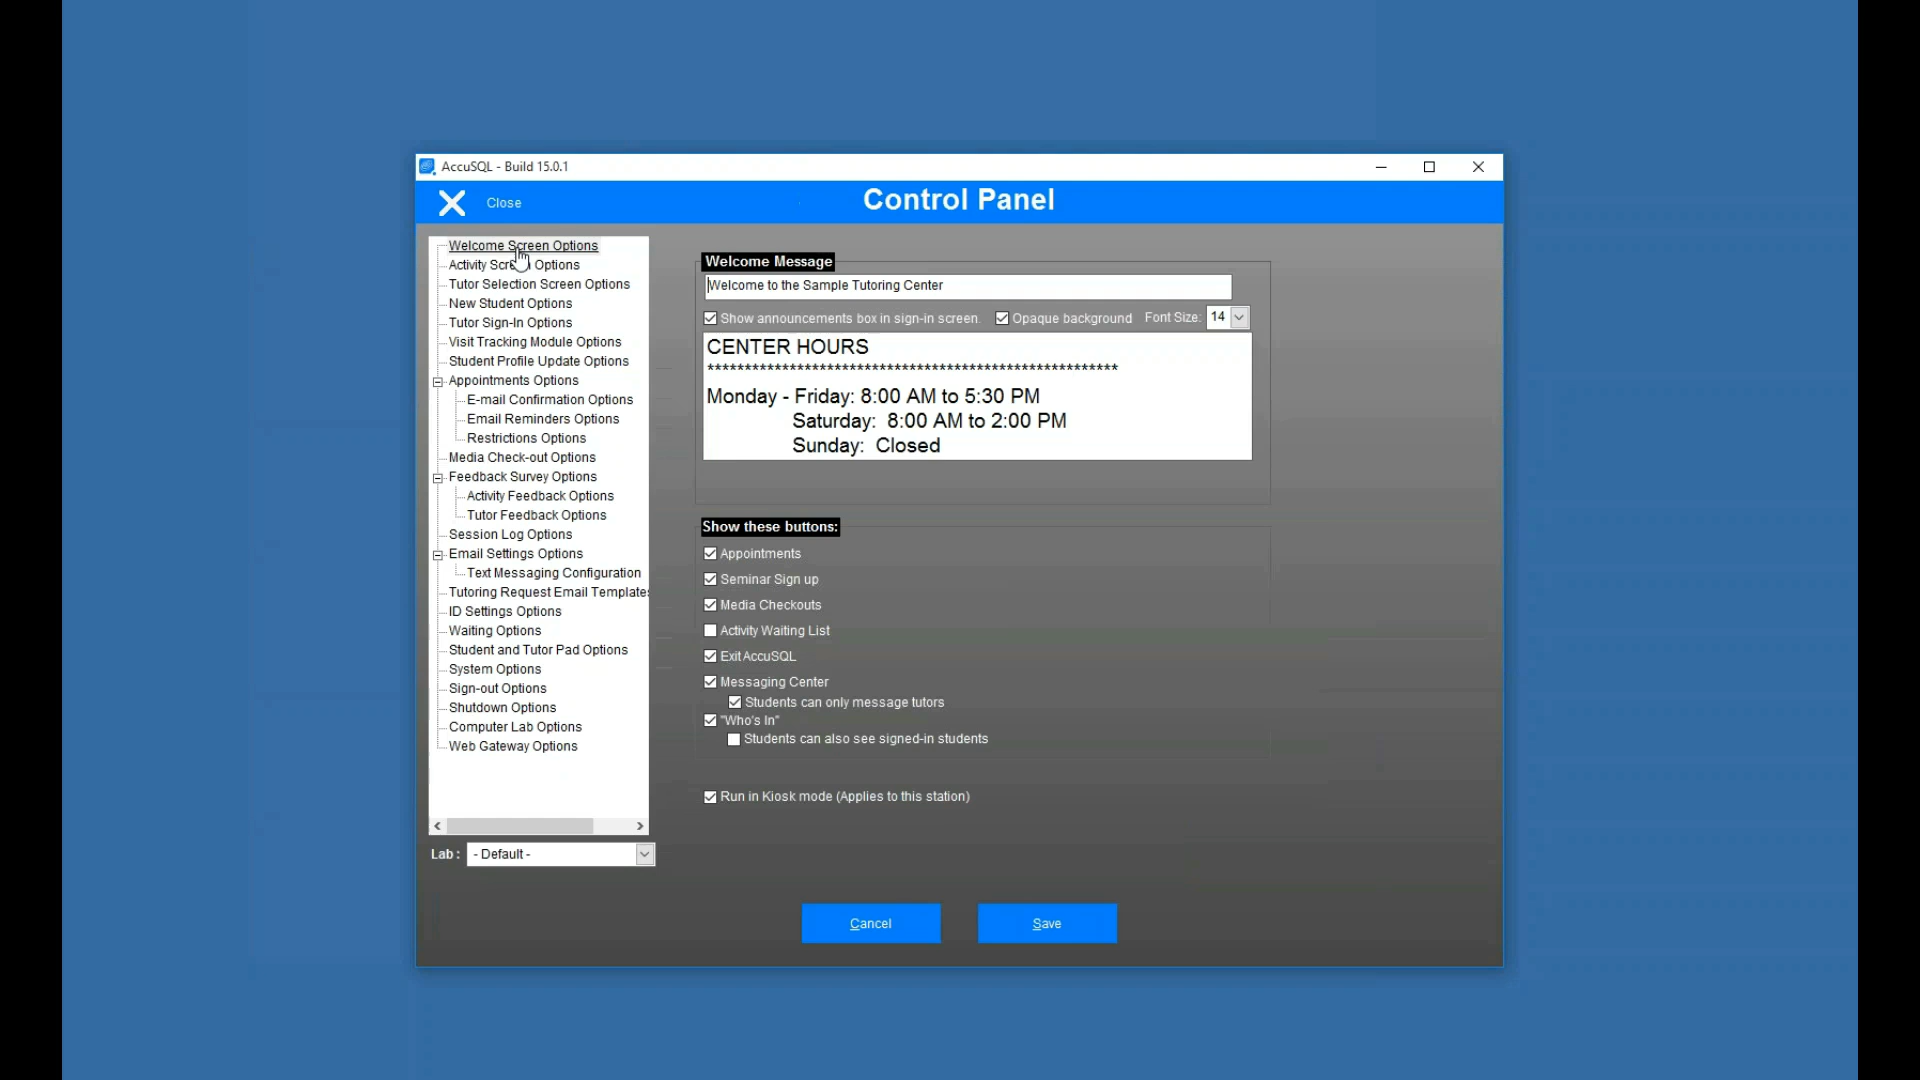 AccuSQL - Build 15.0.1
Close
Control Panel
Welcome Screen Options
Activity Screen Options
Tutor Selection Screen Options
New Student Options
Tutor Sign-In Options
Visit Tracking Module Options
Student Profile Update Options
Appointments Options
E-mail Confirmation Options
Email Reminders Options
Restrictions Options
Media Check-out Options
Feedback Survey Options
Activity Feedback Options
Tutor Feedback Options
Session Log Options
Email Settings Options
Text Messaging Configuration
Tutoring Request Email Templates
ID Settings Options
Waiting Options
Student and Tutor Pad Options
System Options
Sign-out Options
Shutdown Options
Computer Lab Options
Web Gateway Options
Lab : - Default -
Welcome Message
Welcome to the Sample Tutoring Center
Show announcements box in sign-in screen. Opaque background Font Size: 14
CENTER HOURS
*******************************************************
Monday - Friday: 8:00 AM to 5:30 PM
Saturday: 8:00 AM to 2:00 PM
Sunday: Closed
Show these buttons:
Appointments
Seminar Sign up
Media Checkouts
Activity Waiting List
Exit AccuSQL
Messaging Center
Students can only message tutors
"Who's In"
Students can also see signed-in students
Run in Kiosk mode (Applies to this station)
Cancel
Save